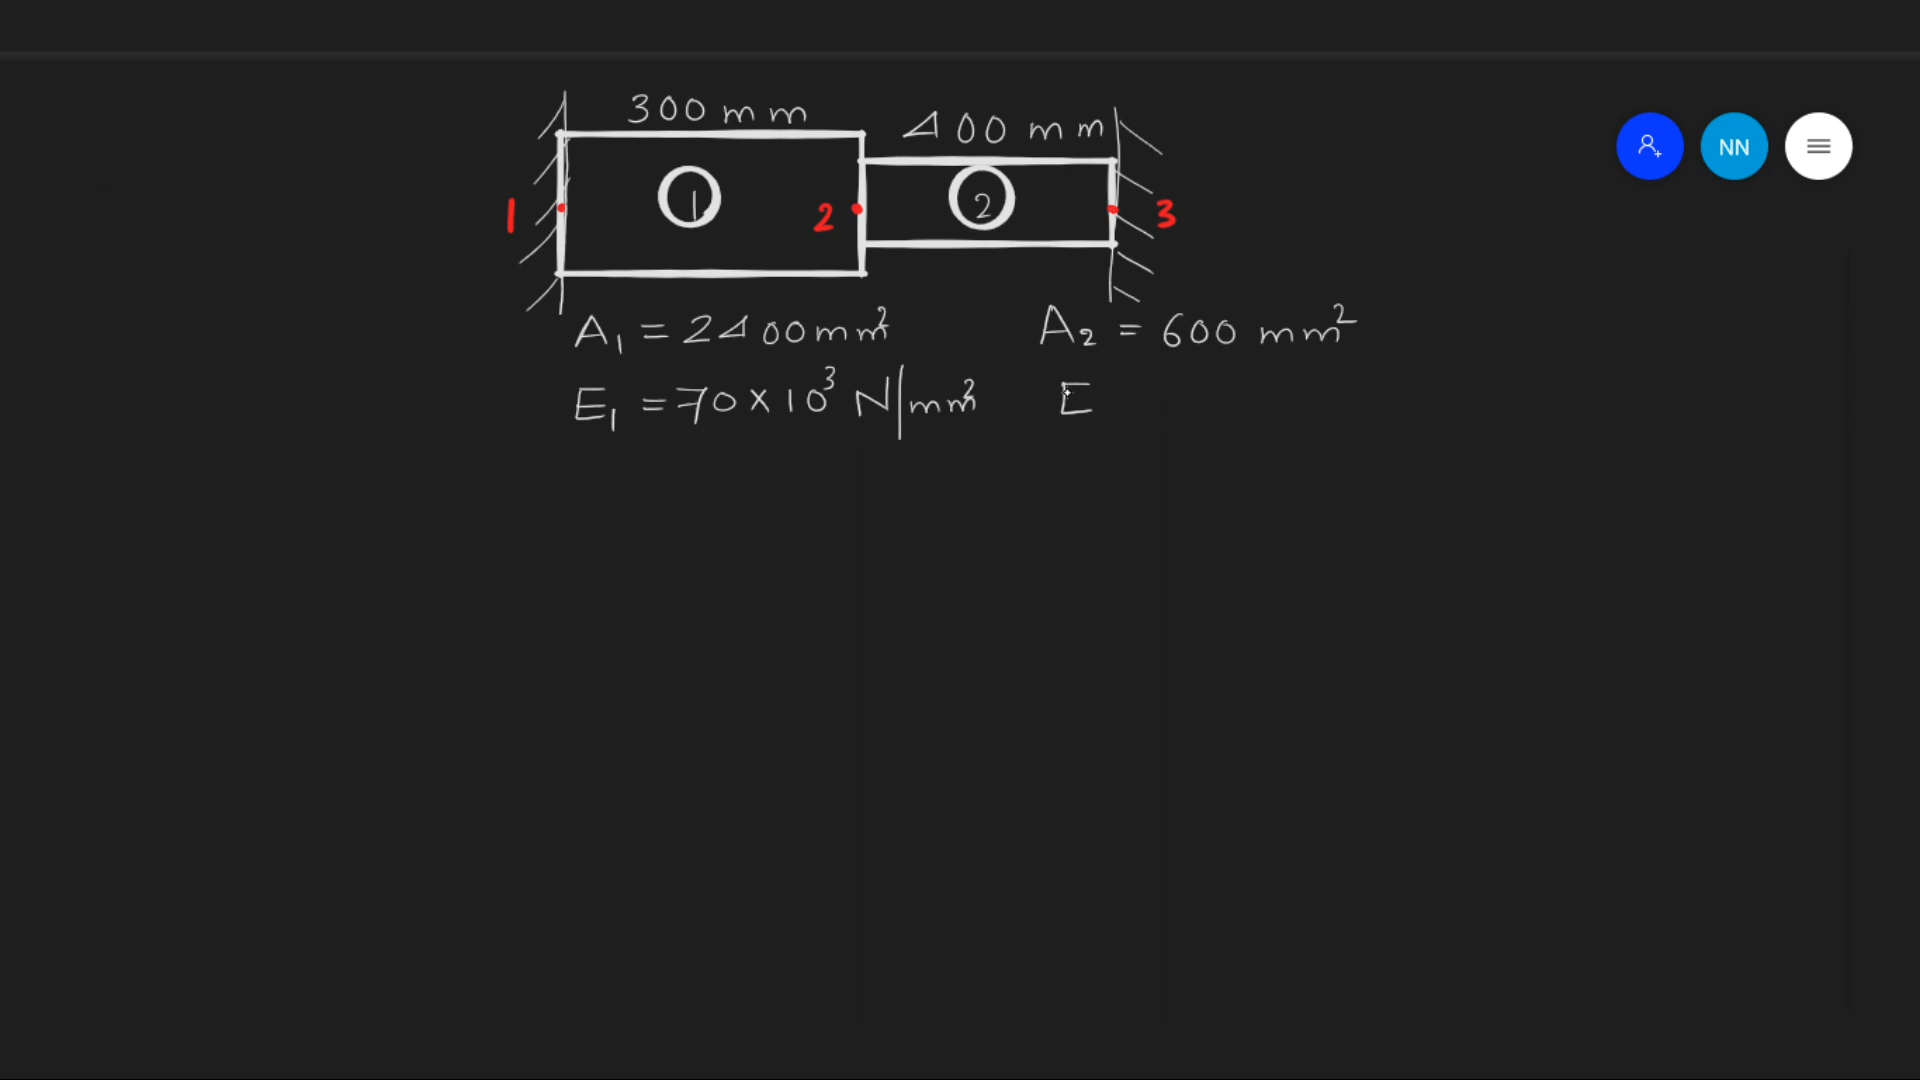 300 mm
400 mm
1
1
2
2
3
A₁ = 2400 mm²
A₂ = 600 mm²
E₁ = 70 × 10³ N/mm²
E
NN